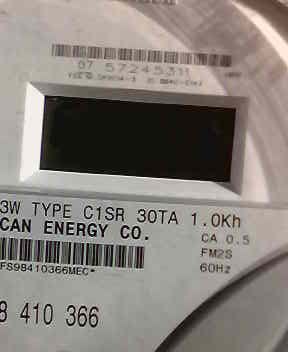 07 57245311
3W TYPE C1SR 30TA 1.0Kh
CAN ENERGY CO.
CA 0.5
FM2S
60Hz
FS98410366MEC*
8 410 366